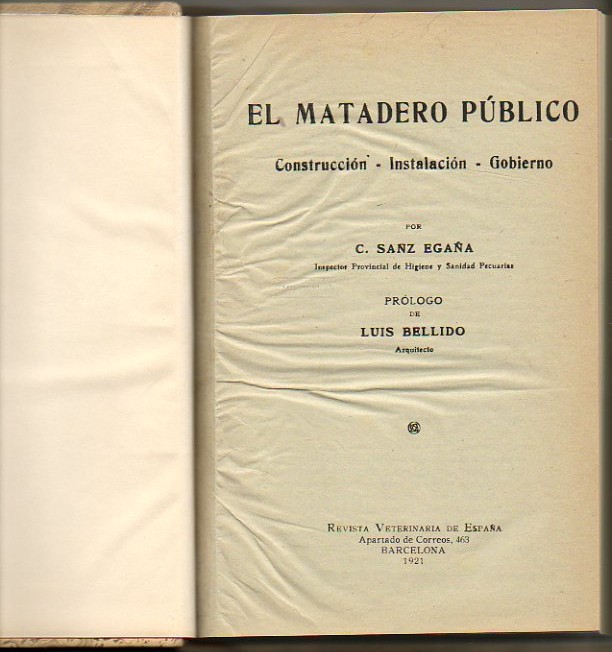 EL MATADERO PÚBLICO
Construcción - Instalación - Gobierno
POR
C. SANZ EGAÑA
Inspector Provincial de Higiene y Sanidad Pecuarias
PRÓLOGO
DE
LUIS BELLIDO
Arquitecto
REVISTA VETERINARIA DE ESPAÑA
Apartado de Correos, 463
BARCELONA
1921